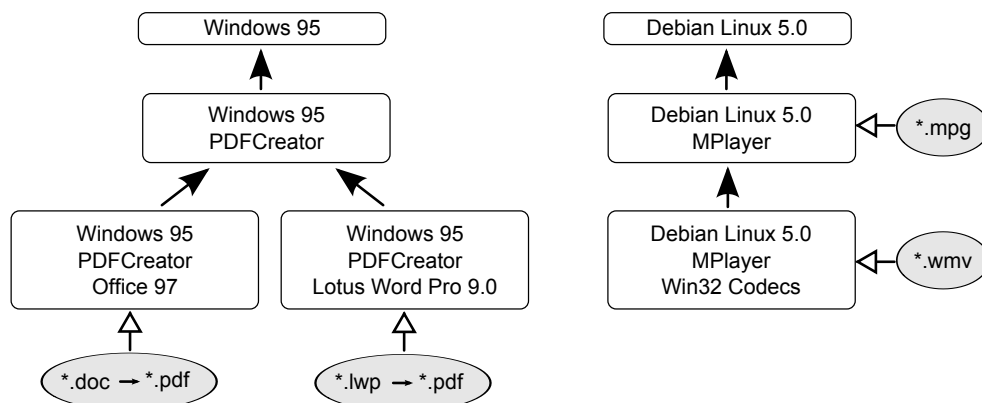 Windows 95
Windows 95
PDFCreator
Windows 95
PDFCreator
Office 97
Windows 95
PDFCreator
Lotus Word Pro 9.0
*.doc → *.pdf
*.lwp → *.pdf
Debian Linux 5.0
Debian Linux 5.0
MPlayer
*.mpg
Debian Linux 5.0
MPlayer
Win32 Codecs
*.wmv